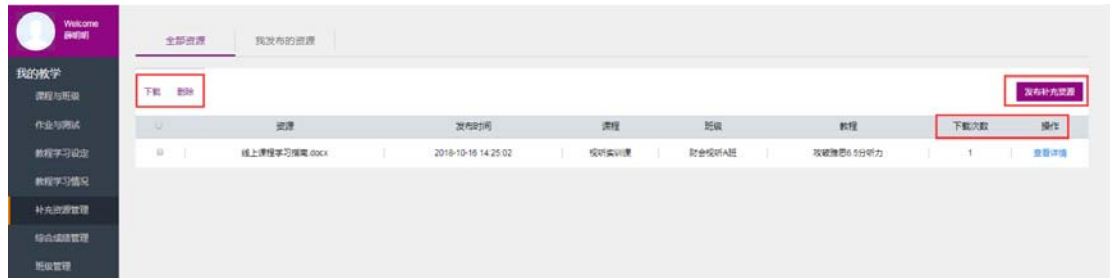 Welcome
薛明明
全部资源 我发布的资源
我的教学
课程与班级
下载 删除 发布补充资源
作业与测试
资源 发布时间 课程 班级 教程 下载次数 操作
教程学习设定
线上课程学习指南.docx 2018-10-16 14:25:02 视听实训课 财会视听A班 攻破雅思6.5分听力 1 查看详情
教程学习情况
补充资源管理
综合成绩管理
班级管理